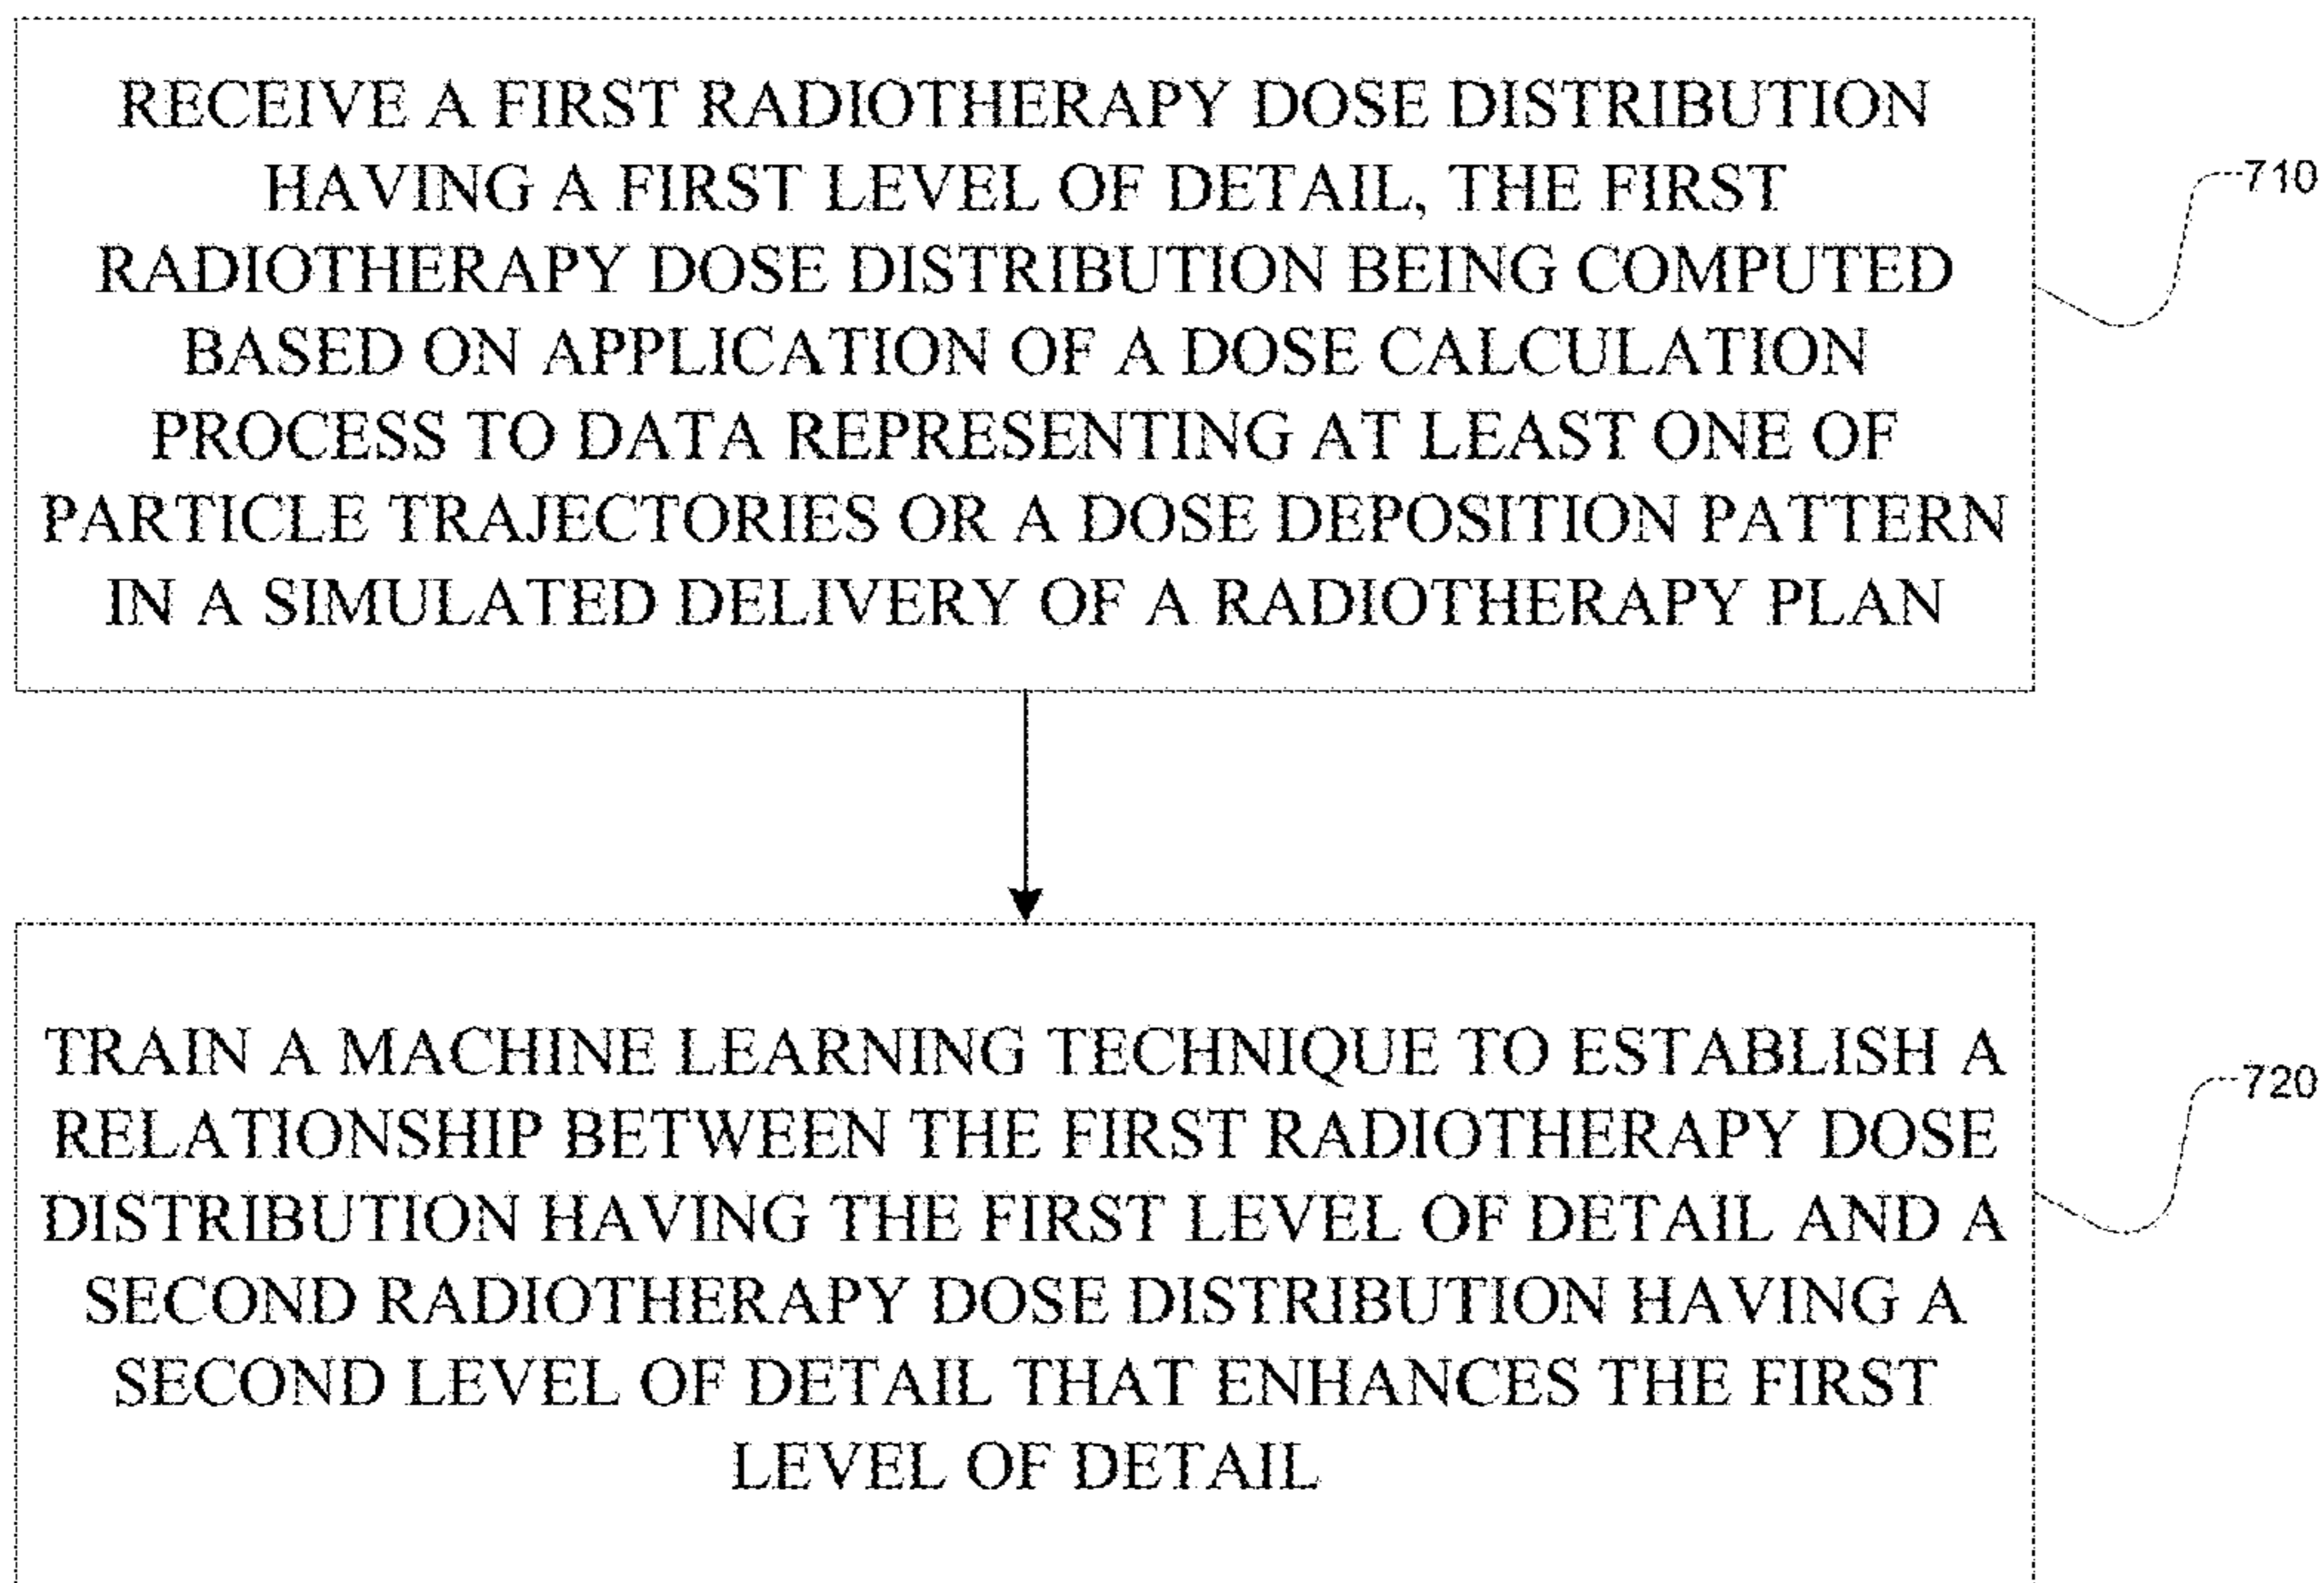 RECEIVE A FIRST RADIOTHERAPY DOSE DISTRIBUTION
HAVING A FIRST LEVEL OF DETAIL, THE FIRST
RADIOTHERAPY DOSE DISTRIBUTION BEING COMPUTED
BASED ON APPLICATION OF A DOSE CALCULATION
PROCESS TO DATA REPRESENTING AT LEAST ONE OF
PARTICLE TRAJECTORIES OR A DOSE DEPOSITION PATTERN
IN A SIMULATED DELIVERY OF A RADIOTHERAPY PLAN
710
TRAIN A MACHINE LEARNING TECHNIQUE TO ESTABLISH A
RELATIONSHIP BETWEEN THE FIRST RADIOTHERAPY DOSE
DISTRIBUTION HAVING THE FIRST LEVEL OF DETAIL AND A
SECOND RADIOTHERAPY DOSE DISTRIBUTION HAVING A
SECOND LEVEL OF DETAIL THAT ENHANCES THE FIRST
LEVEL OF DETAIL
720